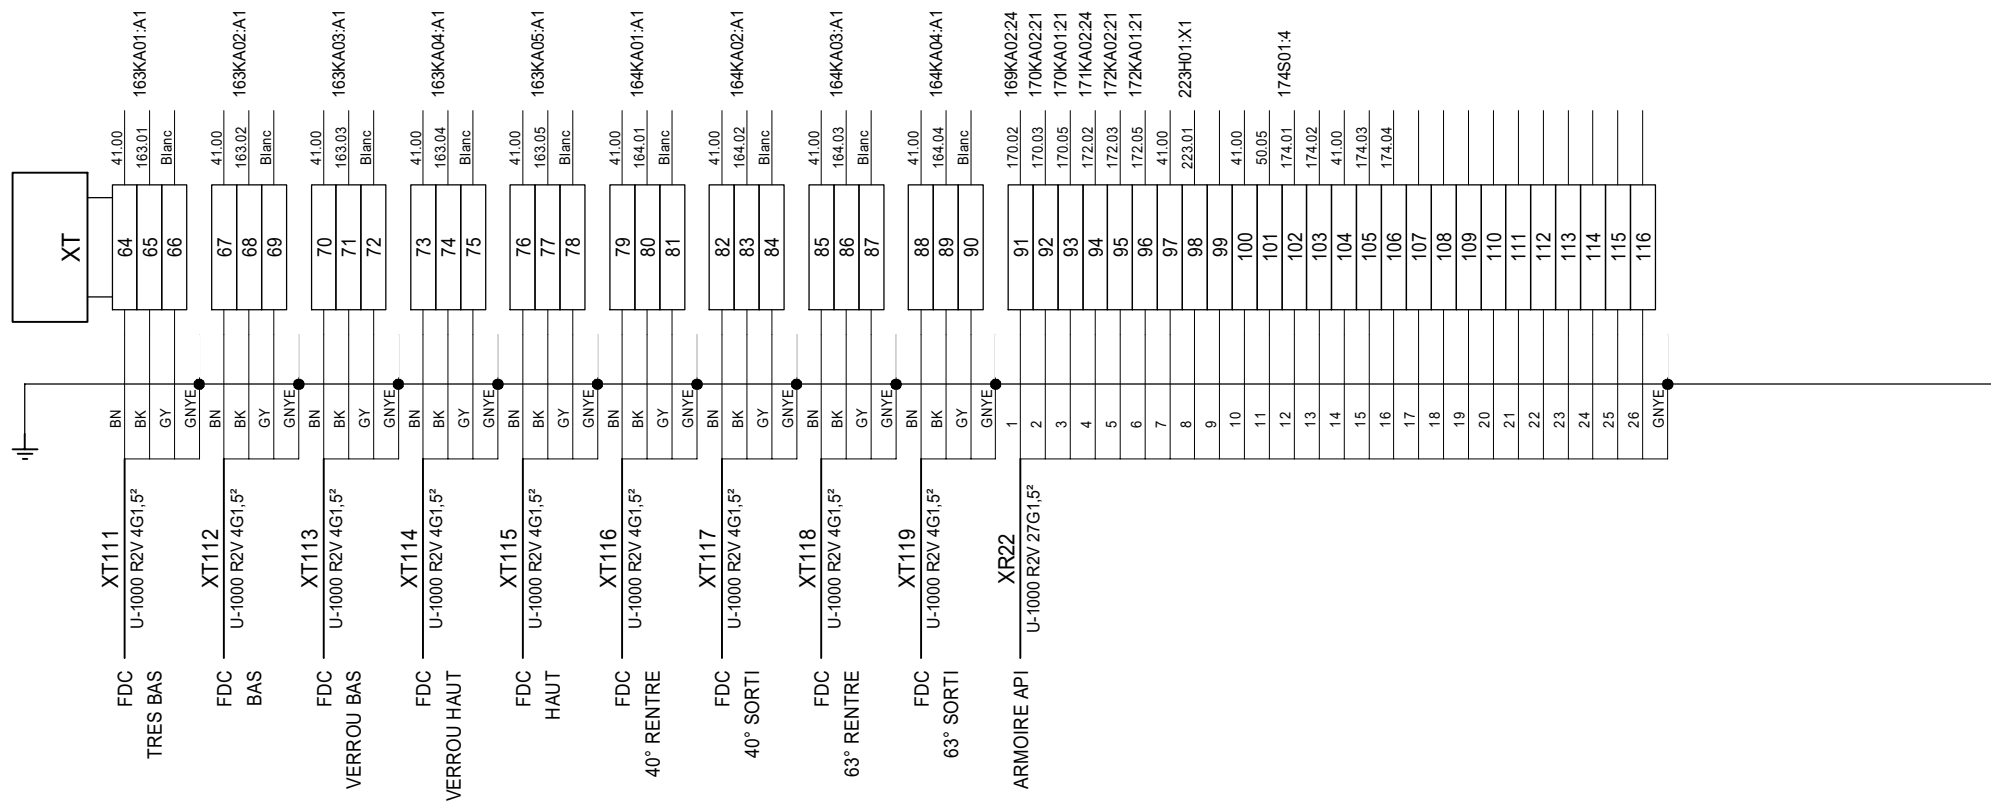 163KA01:A1
163KA02:A1
163KA03:A1
163KA04:A1
163KA05:A1
164KA01:A1
164KA02:A1
164KA03:A1
164KA04:A1
169KA02:24
170KA02:21
170KA01:21
171KA02:24
172KA02:21
172KA01:21
223H01:X1
174S01:4
41.00
163.01
Blanc
41.00
163.02
Blanc
41.00
163.03
Blanc
41.00
163.04
Blanc
41.00
163.05
Blanc
41.00
164.01
Blanc
41.00
164.02
Blanc
41.00
164.03
Blanc
41.00
164.04
Blanc
170.02
170.03
170.05
172.02
172.03
172.05
41.00
223.01
41.00
50.05
174.01
174.02
41.00
174.03
174.04
XT
64
65
66
67
68
69
70
71
72
73
74
75
76
77
78
79
80
81
82
83
84
85
86
87
88
89
90
91
92
93
94
95
96
97
98
99
100
101
102
103
104
105
106
107
108
109
110
111
112
113
114
115
116
BN
BK
GY
GNYE
BN
BK
GY
GNYE
BN
BK
GY
GNYE
BN
BK
GY
GNYE
BN
BK
GY
GNYE
BN
BK
GY
GNYE
BN
BK
GY
GNYE
BN
BK
GY
GNYE
BN
BK
GY
GNYE
1
2
3
4
5
6
7
8
9
10
11
12
13
14
15
16
17
18
19
20
21
22
23
24
25
26
GNYE
XT111
U-1000 R2V 4G1,5²
XT112
U-1000 R2V 4G1,5²
XT113
U-1000 R2V 4G1,5²
XT114
U-1000 R2V 4G1,5²
XT115
U-1000 R2V 4G1,5²
XT116
U-1000 R2V 4G1,5²
XT117
U-1000 R2V 4G1,5²
XT118
U-1000 R2V 4G1,5²
XT119
U-1000 R2V 4G1,5²
XR22
U-1000 R2V 27G1,5²
FDC
TRES BAS
FDC
BAS
FDC
VERROU BAS
FDC
VERROU HAUT
FDC
HAUT
FDC
40° RENTRE
FDC
40° SORTI
FDC
63° RENTRE
FDC
63° SORTI
ARMOIRE API